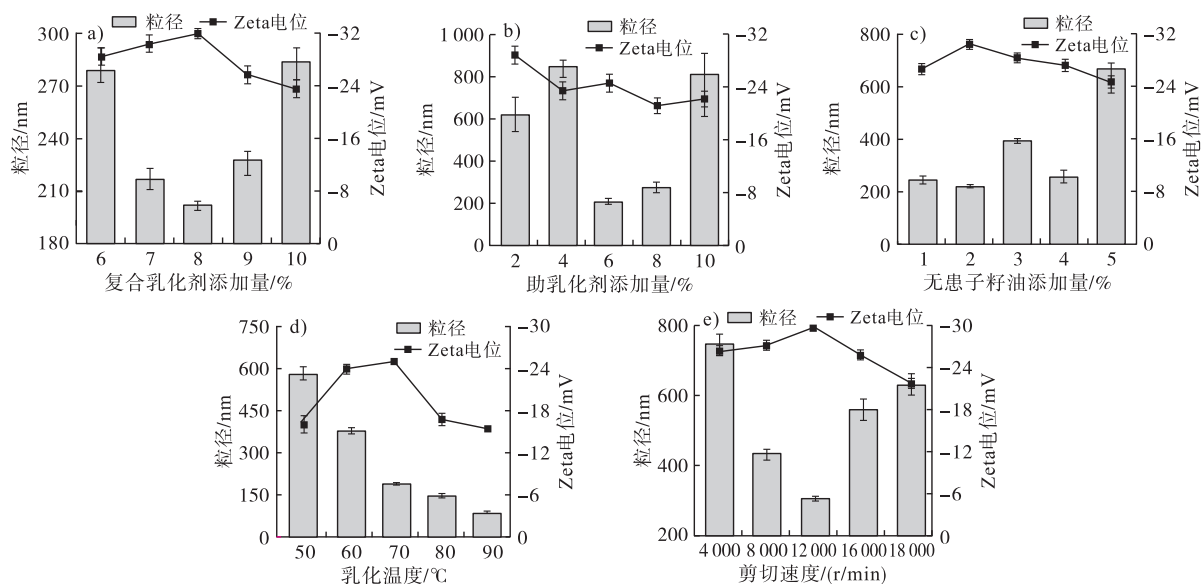 a)
粒径
Zeta电位
300
270
240
210
180
粒径/nm
-32
-24
-16
-8
0
Zeta电位/mV
6 7 8 9 10
复合乳化剂添加量/%
b)
粒径
Zeta电位
1 000
800
600
400
200
0
粒径/nm
-32
-24
-16
-8
0
Zeta电位/mV
2 4 6 8 10
助乳化剂添加量/%
c)
粒径
Zeta电位
800
600
400
200
0
粒径/nm
-32
-24
-16
-8
0
Zeta电位/mV
1 2 3 4 5
无患子籽油添加量/%
d)
粒径
Zeta电位
750
600
450
300
150
0
粒径/nm
-30
-24
-18
-12
-6
0
Zeta电位/mV
50 60 70 80 90
乳化温度/℃
e)
粒径
Zeta电位
800
600
400
200
粒径/nm
-30
-24
-18
-12
-6
0
Zeta电位/mV
4 000 8 000 12 000 16 000 18 000
剪切速度/(r/min)